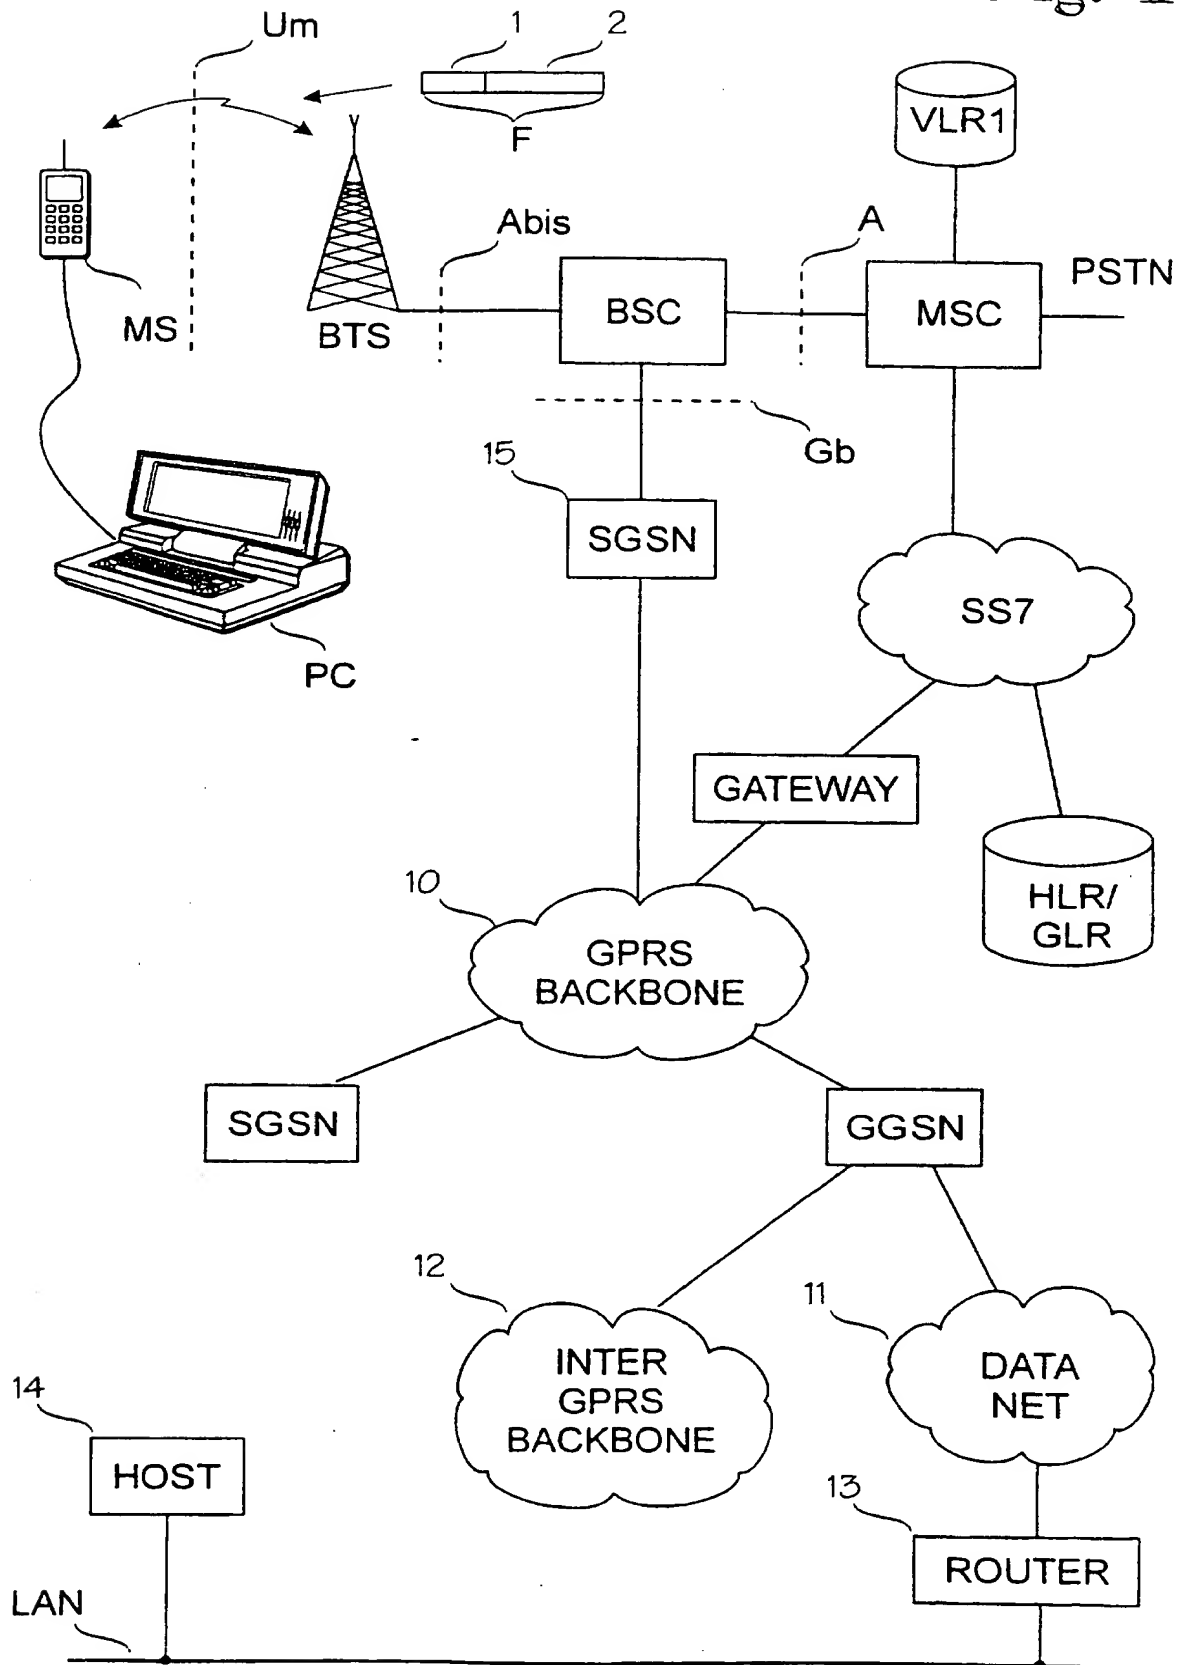 Um
1
2
F
VLR1
MS
BTS
Abis
BSC
A
MSC
PSTN
Gb
15
SGSN
SS7
PC
GATEWAY
HLR/
GLR
10
GPRS
BACKBONE
SGSN
GGSN
12
INTER
GPRS
BACKBONE
11
DATA
NET
14
HOST
13
ROUTER
LAN